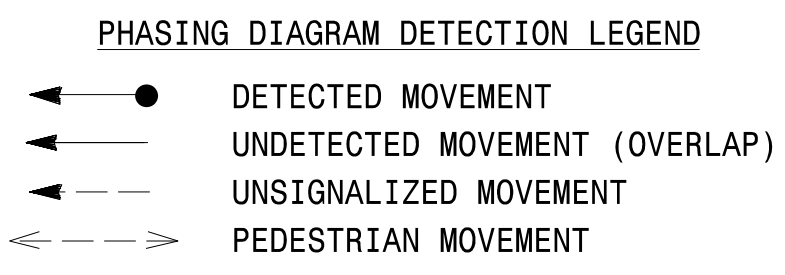 PHASING DIAGRAM DETECTION LEGEND
DETECTED MOVEMENT
UNDETECTED MOVEMENT (OVERLAP)
UNSIGNALIZED MOVEMENT
PEDESTRIAN MOVEMENT